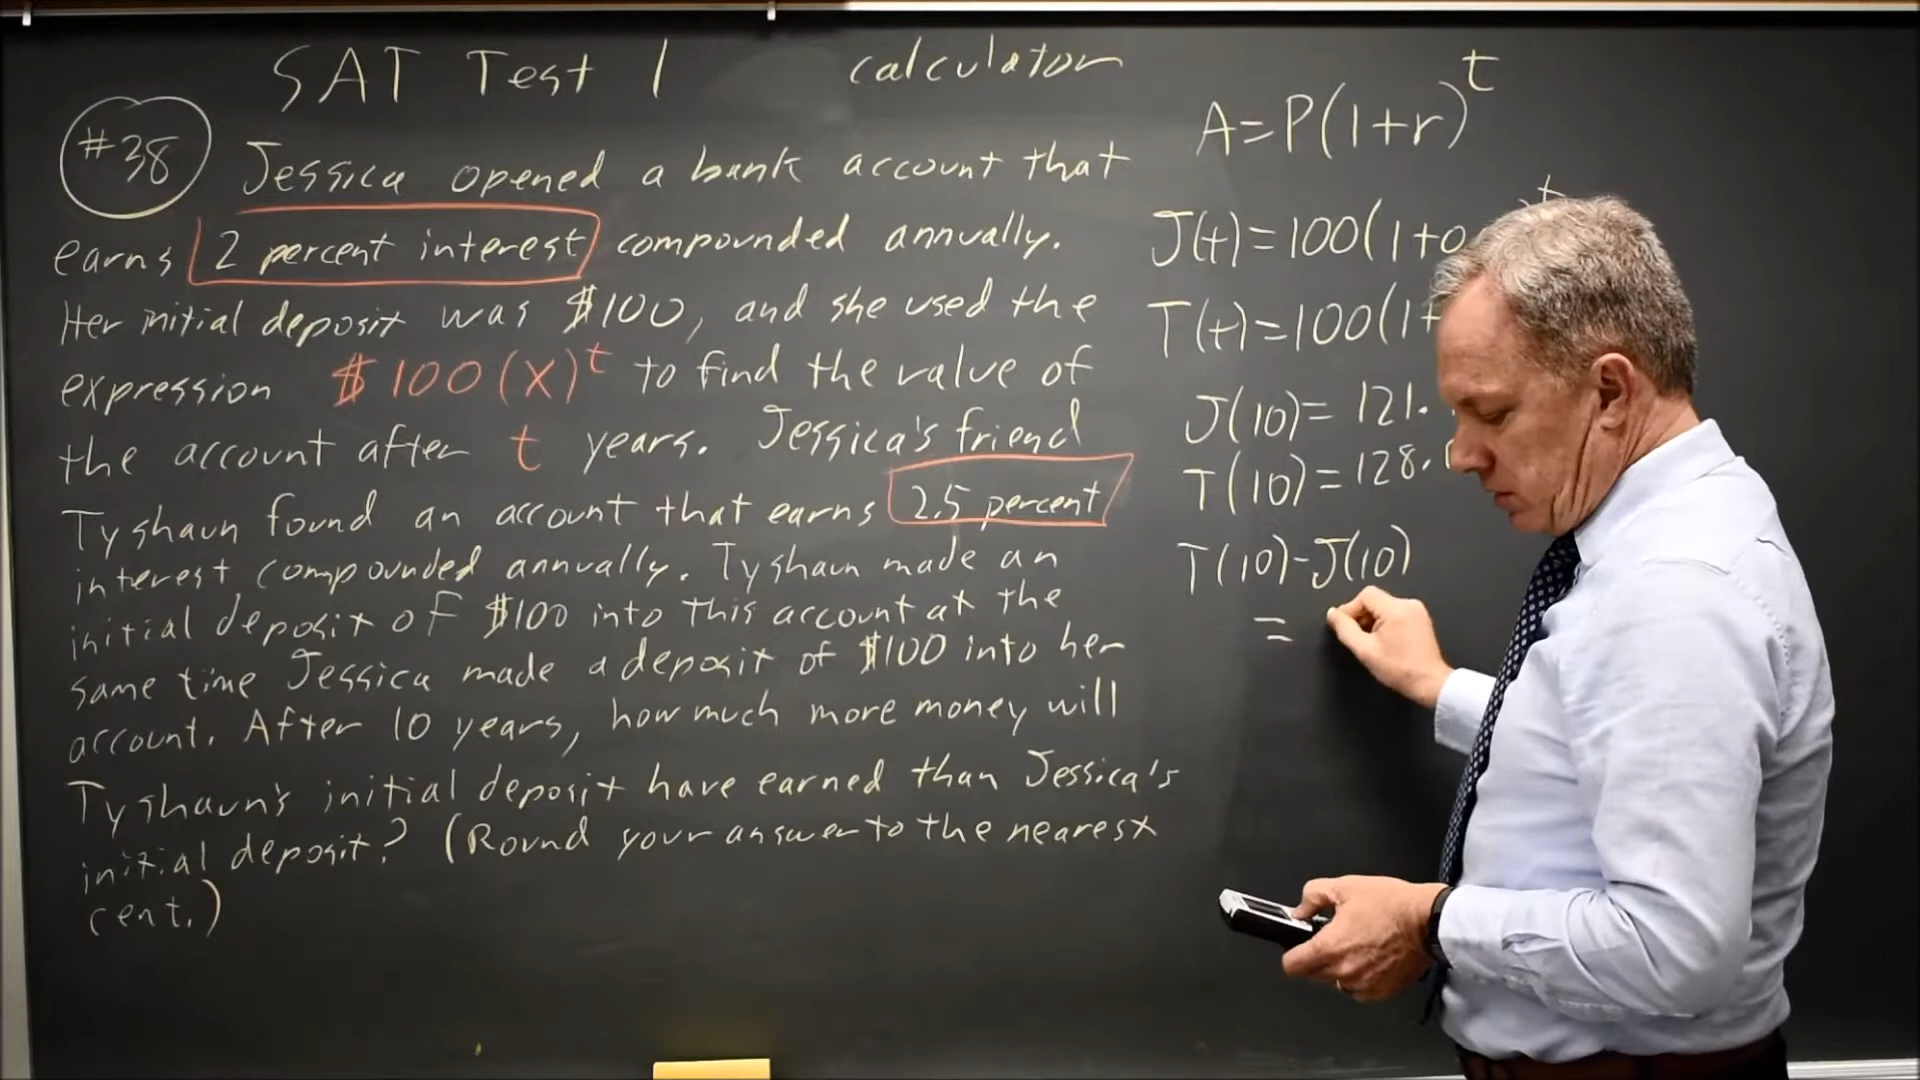 SAT Test 1 calculator
#38 Jessica opened a bank account that
earns 2 percent interest compounded annually.
Her initial deposit was $100, and she used the
expression $100(X)^t to find the value of
the account after t years. Jessica's friend
Tyshaun found an account that earns 2.5 percent
interest compounded annually. Tyshaun made an
initial deposit of $100 into this account at the
same time Jessica made a deposit of $100 into her
account. After 10 years, how much more money will
Tyshaun's initial deposit have earned than Jessica's
initial deposit? (Round your answer to the nearest
cent.)
A=P(1+r)^t
J(t)=100(1+0
T(t)=100(1+
J(10)=121.
T(10)=128.
T(10)-J(10)
=